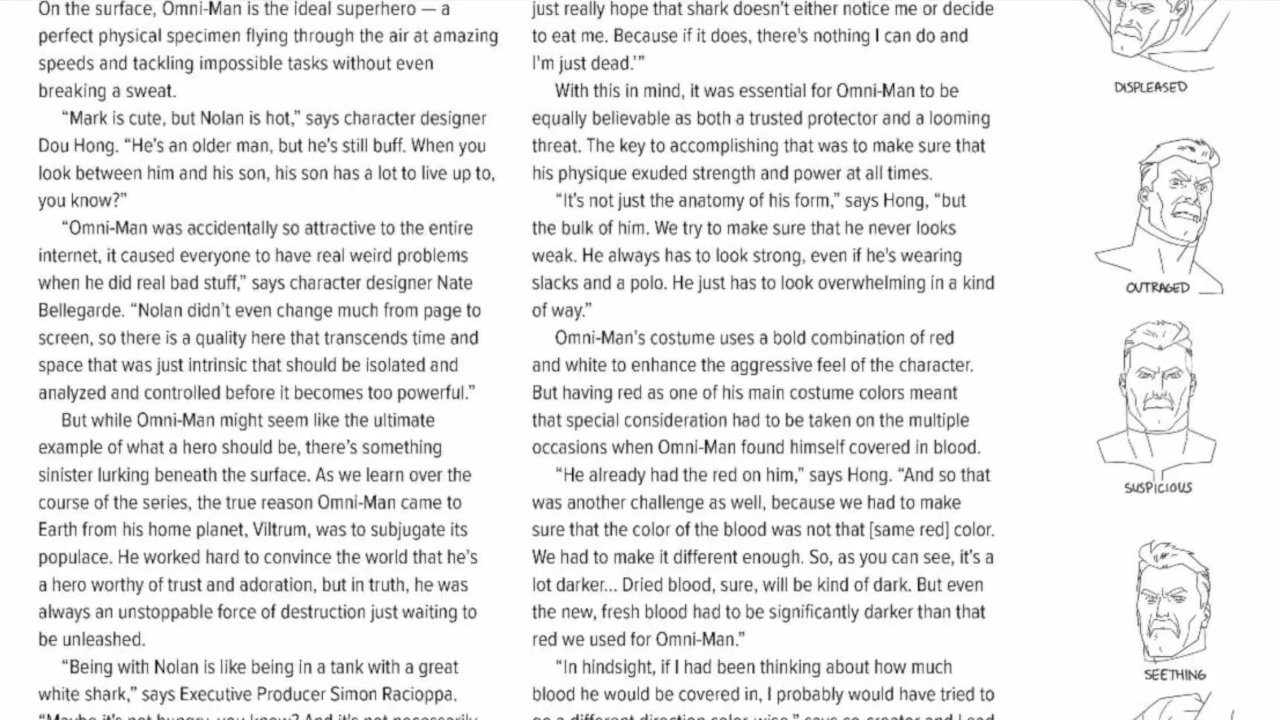 On the surface, Omni-Man is the ideal superhero — a
perfect physical specimen flying through the air at amazing
speeds and tackling impossible tasks without even
breaking a sweat.
“Mark is cute, but Nolan is hot,” says character designer
Dou Hong. “He’s an older man, but he’s still buff. When you
look between him and his son, his son has a lot to live up to,
you know?”
“Omni-Man was accidentally so attractive to the entire
internet, it caused everyone to have real weird problems
when he did real bad stuff,” says character designer Nate
Bellegarde. “Nolan didn’t even change much from page to
screen, so there is a quality here that transcends time and
space that was just intrinsic that should be isolated and
analyzed and controlled before it becomes too powerful.”
But while Omni-Man might seem like the ultimate
example of what a hero should be, there’s something
sinister lurking beneath the surface. As we learn over the
course of the series, the true reason Omni-Man came to
Earth from his home planet, Viltrum, was to subjugate its
populace. He worked hard to convince the world that he’s
a hero worthy of trust and adoration, but in truth, he was
always an unstoppable force of destruction just waiting to
be unleashed.
“Being with Nolan is like being in a tank with a great
white shark,” says Executive Producer Simon Racioppa.
“Maybe it’s not hungry, you know? And it’s not necessarily
just really hope that shark doesn’t either notice me or decide
to eat me. Because if it does, there’s nothing I can do and
I’m just dead.’”
With this in mind, it was essential for Omni-Man to be
equally believable as both a trusted protector and a looming
threat. The key to accomplishing that was to make sure that
his physique exuded strength and power at all times.
“It’s not just the anatomy of his form,” says Hong, “but
the bulk of him. We try to make sure that he never looks
weak. He always has to look strong, even if he’s wearing
slacks and a polo. He just has to look overwhelming in a kind
of way.”
Omni-Man’s costume uses a bold combination of red
and white to enhance the aggressive feel of the character.
But having red as one of his main costume colors meant
that special consideration had to be taken on the multiple
occasions when Omni-Man found himself covered in blood.
“He already had the red on him,” says Hong. “And so that
was another challenge as well, because we had to make
sure that the color of the blood was not that [same red] color.
We had to make it different enough. So, as you can see, it’s a
lot darker... Dried blood, sure, will be kind of dark. But even
the new, fresh blood had to be significantly darker than that
red we used for Omni-Man.”
“In hindsight, if I had been thinking about how much
blood he would be covered in, I probably would have tried to
go a different direction color-wise,” says co-creator and Lead
DISPLEASED
OUTRAGED
SUSPICIOUS
SEETHING